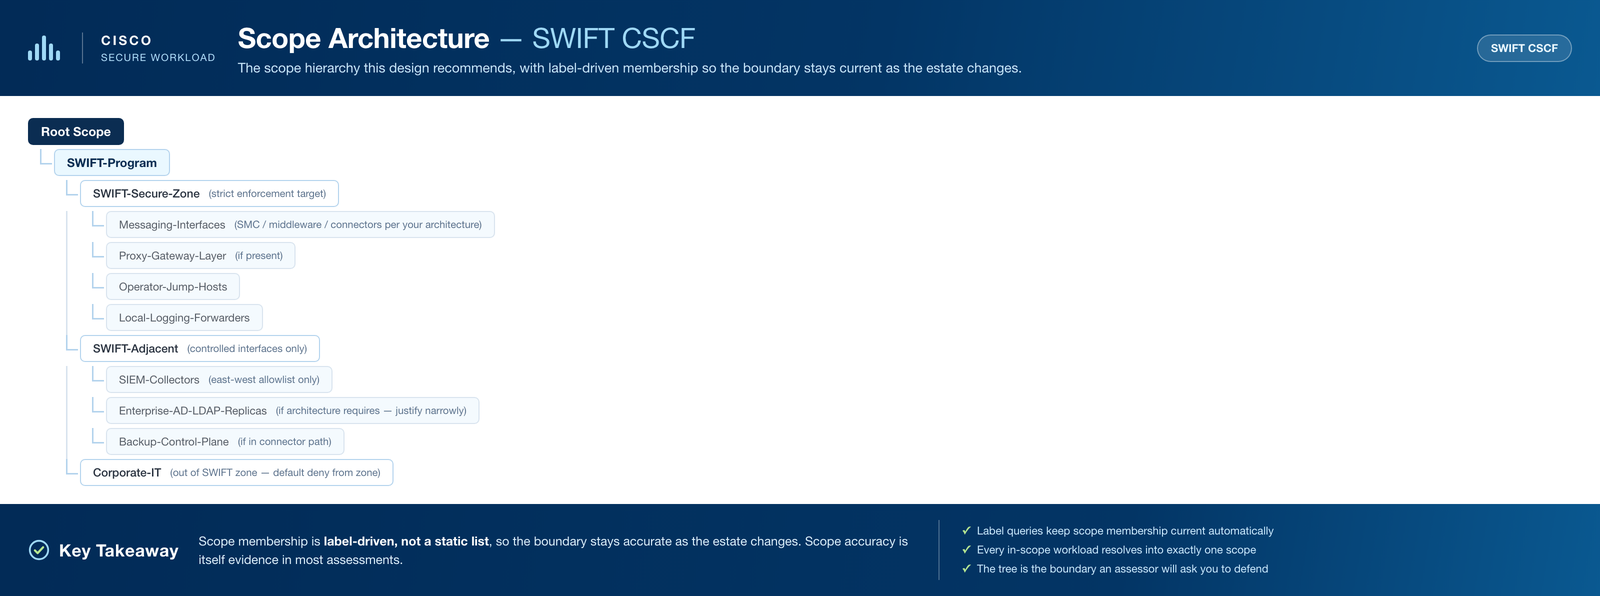 CISCO
SECURE WORKLOAD
Scope Architecture — SWIFT CSCF
The scope hierarchy this design recommends, with label-driven membership so the boundary stays current as the estate changes.
SWIFT CSCF
Root Scope
SWIFT-Program
SWIFT-Secure-Zone (strict enforcement target)
Messaging-Interfaces (SMC / middleware / connectors per your architecture)
Proxy-Gateway-Layer (if present)
Operator-Jump-Hosts
Local-Logging-Forwarders
SWIFT-Adjacent (controlled interfaces only)
SIEM-Collectors (east-west allowlist only)
Enterprise-AD-LDAP-Replicas (if architecture requires — justify narrowly)
Backup-Control-Plane (if in connector path)
Corporate-IT (out of SWIFT zone — default deny from zone)
Key Takeaway
Scope membership is label-driven, not a static list, so the boundary stays accurate as the estate changes. Scope accuracy is
itself evidence in most assessments.
✓ Label queries keep scope membership current automatically
✓ Every in-scope workload resolves into exactly one scope
✓ The tree is the boundary an assessor will ask you to defend